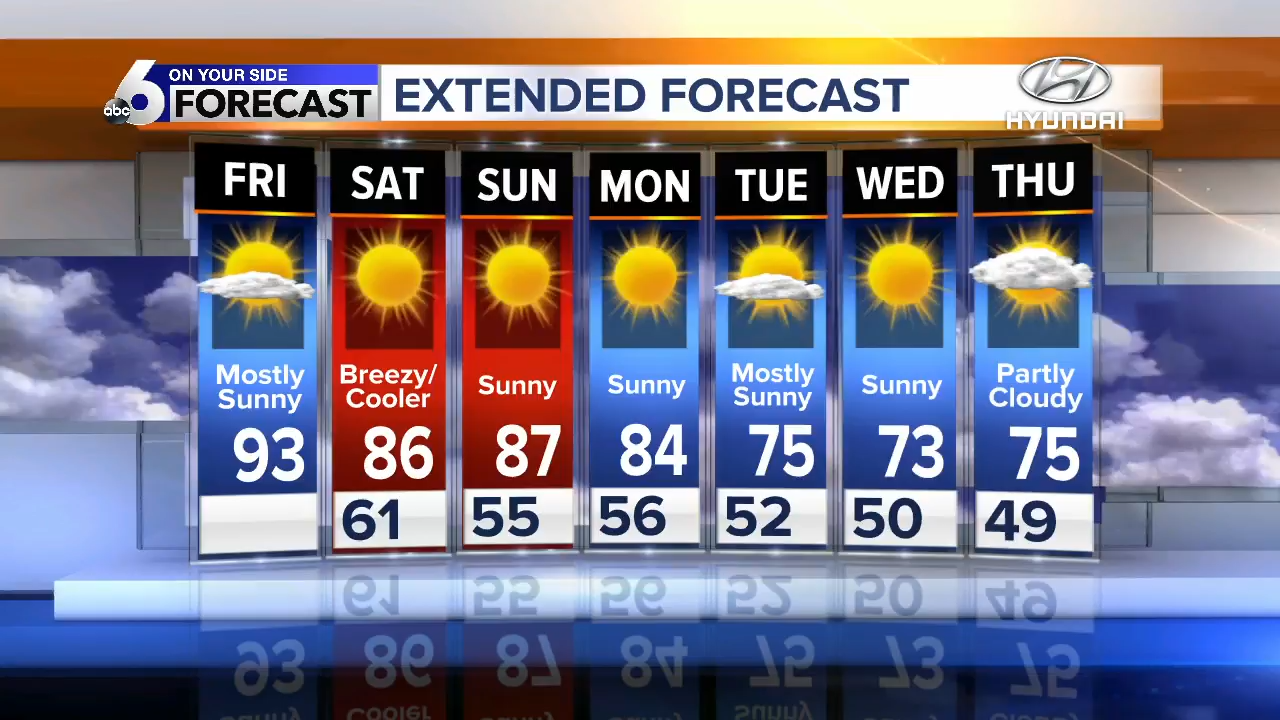 ON YOUR SIDE
abc 6 FORECAST
EXTENDED FORECAST
HYUNDAI
FRI SAT SUN MON TUE WED THU
Mostly
Sunny
93
Breezy/
Cooler
86
61
Sunny
87
55
Sunny
84
56
Mostly
Sunny
75
52
Sunny
73
50
Partly
Cloudy
75
49